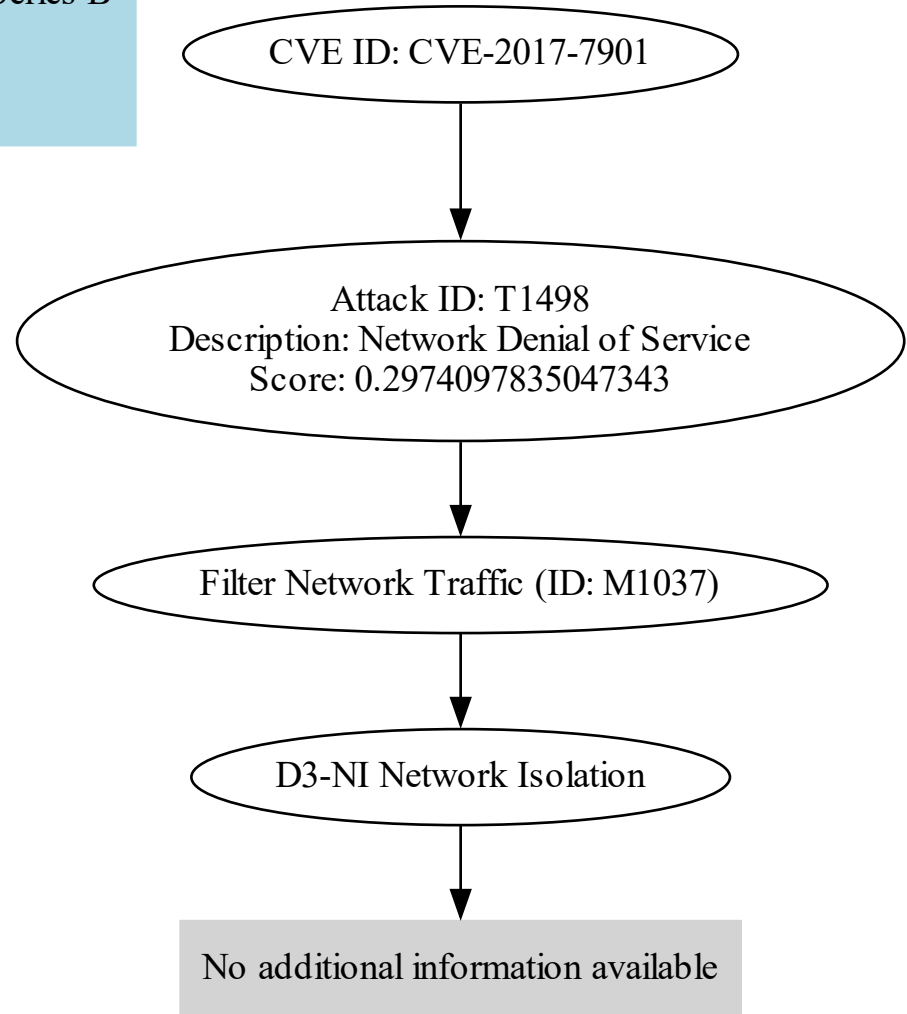 Series B
CVE ID: CVE-2017-7901
Attack ID: T1498
Description: Network Denial of Service
Score: 0.2974097835047343
Filter Network Traffic (ID: M1037)
D3-NI Network Isolation
No additional information available